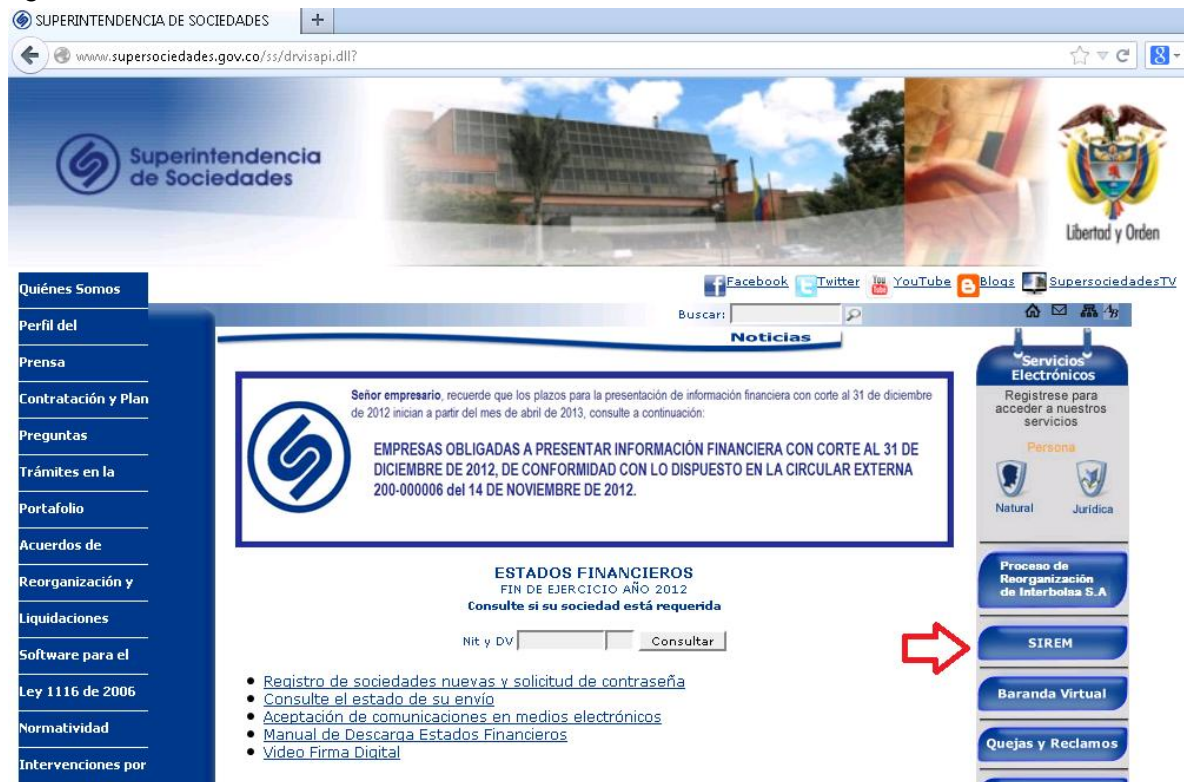 SUPERINTENDENCIA DE SOCIEDADES
www.supersociedades.gov.co/ss/drvisapi.dll?
Superintendencia
de Sociedades
Libertad y Orden
Facebook Twitter YouTube Blogs SupersociedadesTV
Buscar:
Noticias
Quiénes Somos
Perfil del
Prensa
Contratación y Plan
Preguntas
Trámites en la
Portafolio
Acuerdos de
Reorganización y
Liquidaciones
Software para el
Ley 1116 de 2006
Normatividad
Intervenciones por
Señor empresario, recuerde que los plazos para la presentación de información financiera con corte al 31 de diciembre
de 2012 inician a partir del mes de abril de 2013, consulte a continuación:
EMPRESAS OBLIGADAS A PRESENTAR INFORMACIÓN FINANCIERA CON CORTE AL 31 DE
DICIEMBRE DE 2012, DE CONFORMIDAD CON LO DISPUESTO EN LA CIRCULAR EXTERNA
200-000006 del 14 DE NOVIEMBRE DE 2012.
ESTADOS FINANCIEROS
FIN DE EJERCICIO AÑO 2012
Consulte si su sociedad está requerida
Nit y DV Consultar
Registro de sociedades nuevas y solicitud de contraseña
Consulte el estado de su envío
Aceptación de comunicaciones en medios electrónicos
Manual de Descarga Estados Financieros
Video Firma Digital
Servicios
Electrónicos
Registrese para
acceder a nuestros
servicios
Persona
Natural Jurídica
Proceso de
Reorganización
de Interbolsa S.A
SIREM
Baranda Virtual
Quejas y Reclamos